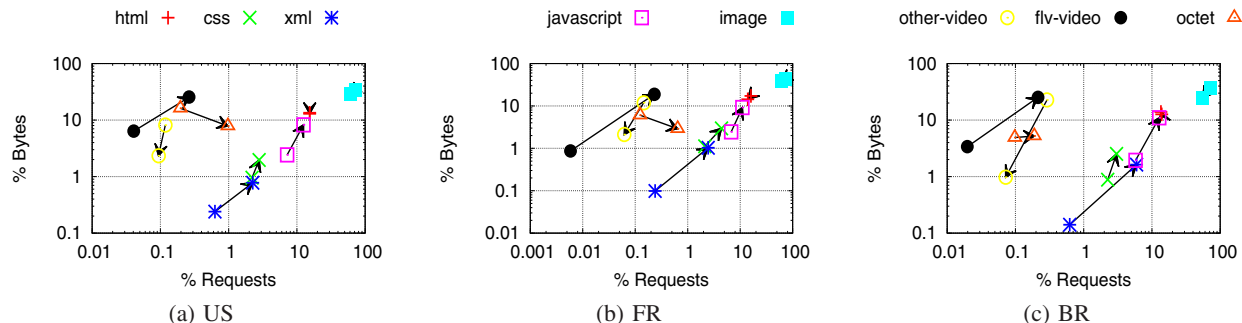 html css xml
100
10
1
0.1
% Bytes
0.01 0.1 1 10 100
% Requests
(a) US
javascript image
100
10
1
0.1
0.01
% Bytes
0.001 0.01 0.1 1 10 100
% Requests
(b) FR
other-video flv-video octet
100
10
1
0.1
% Bytes
0.01 0.1 1 10 100
% Requests
(c) BR